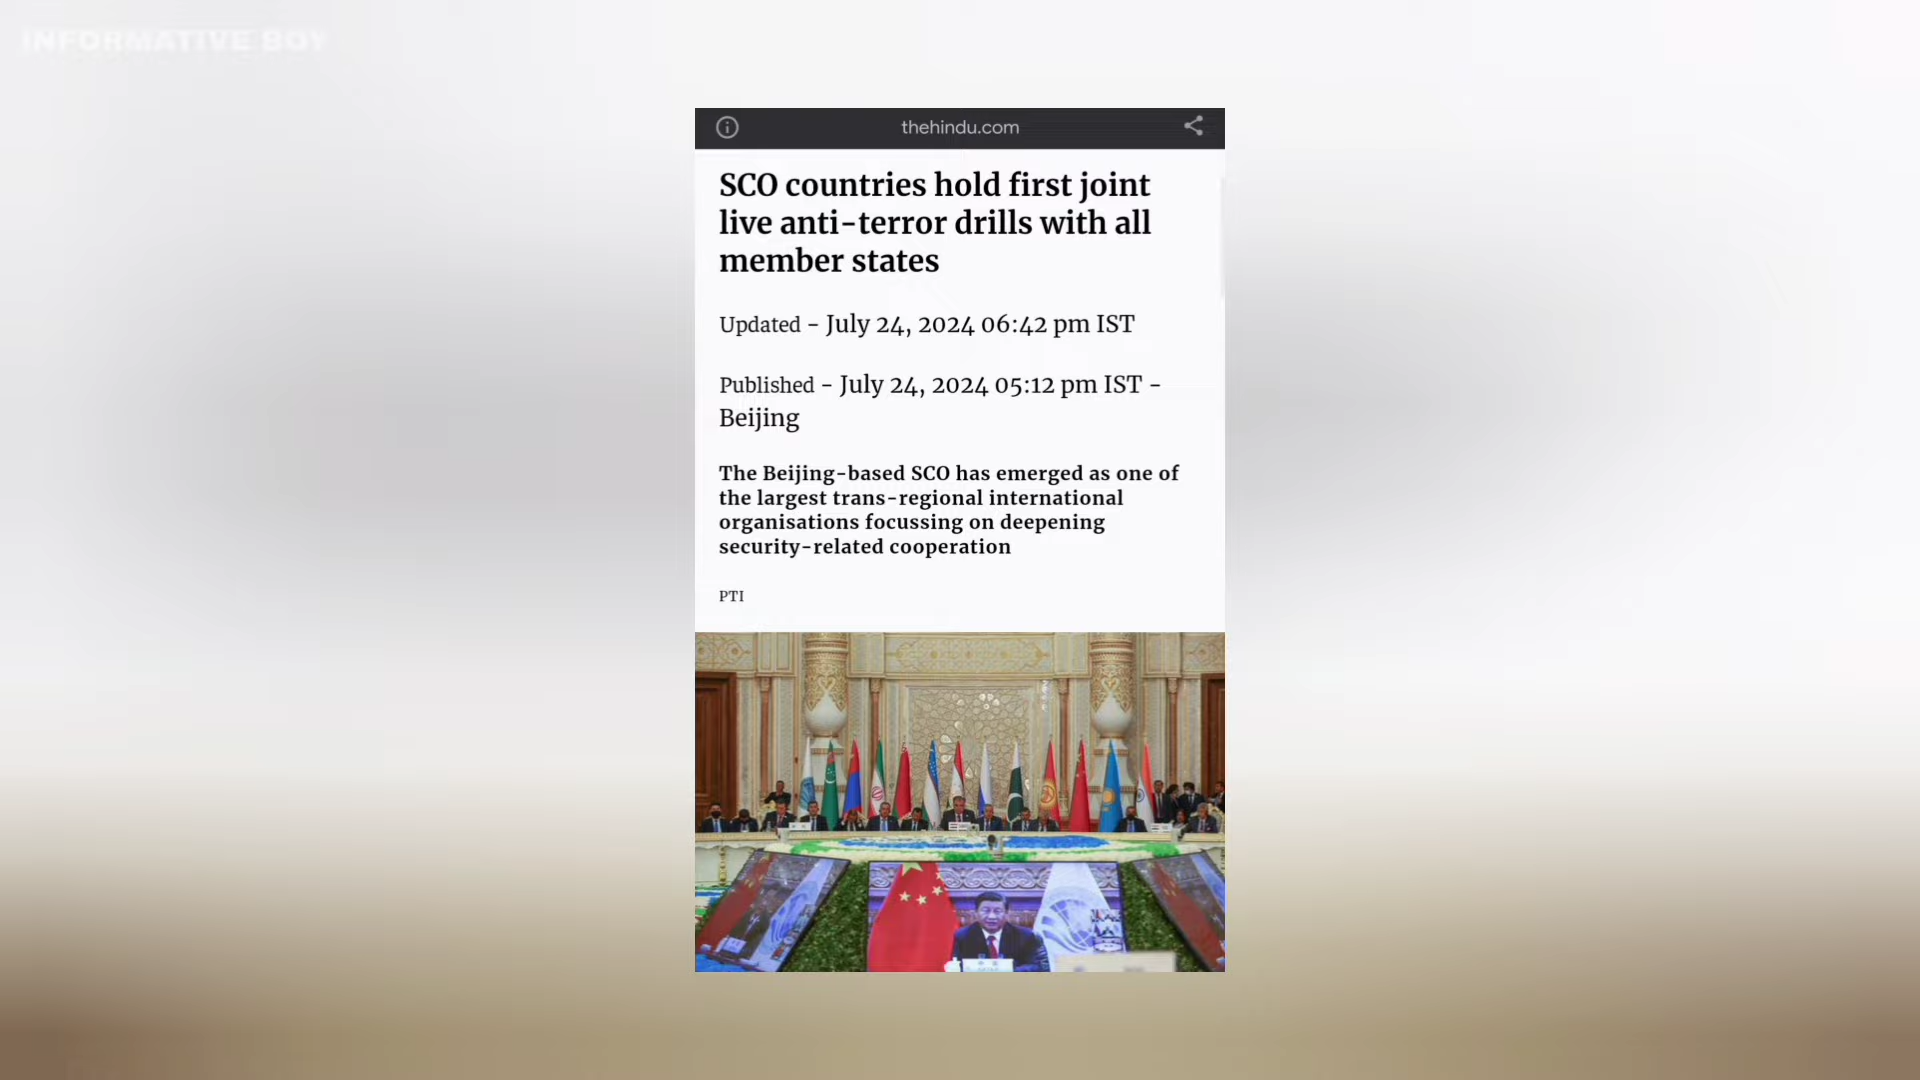 INFORMATIVE BOY
thehindu.com
SCO countries hold first joint
live anti-terror drills with all
member states
Updated - July 24, 2024 06:42 pm IST
Published - July 24, 2024 05:12 pm IST -
Beijing
The Beijing-based SCO has emerged as one of
the largest trans-regional international
organisations focussing on deepening
security-related cooperation
PTI